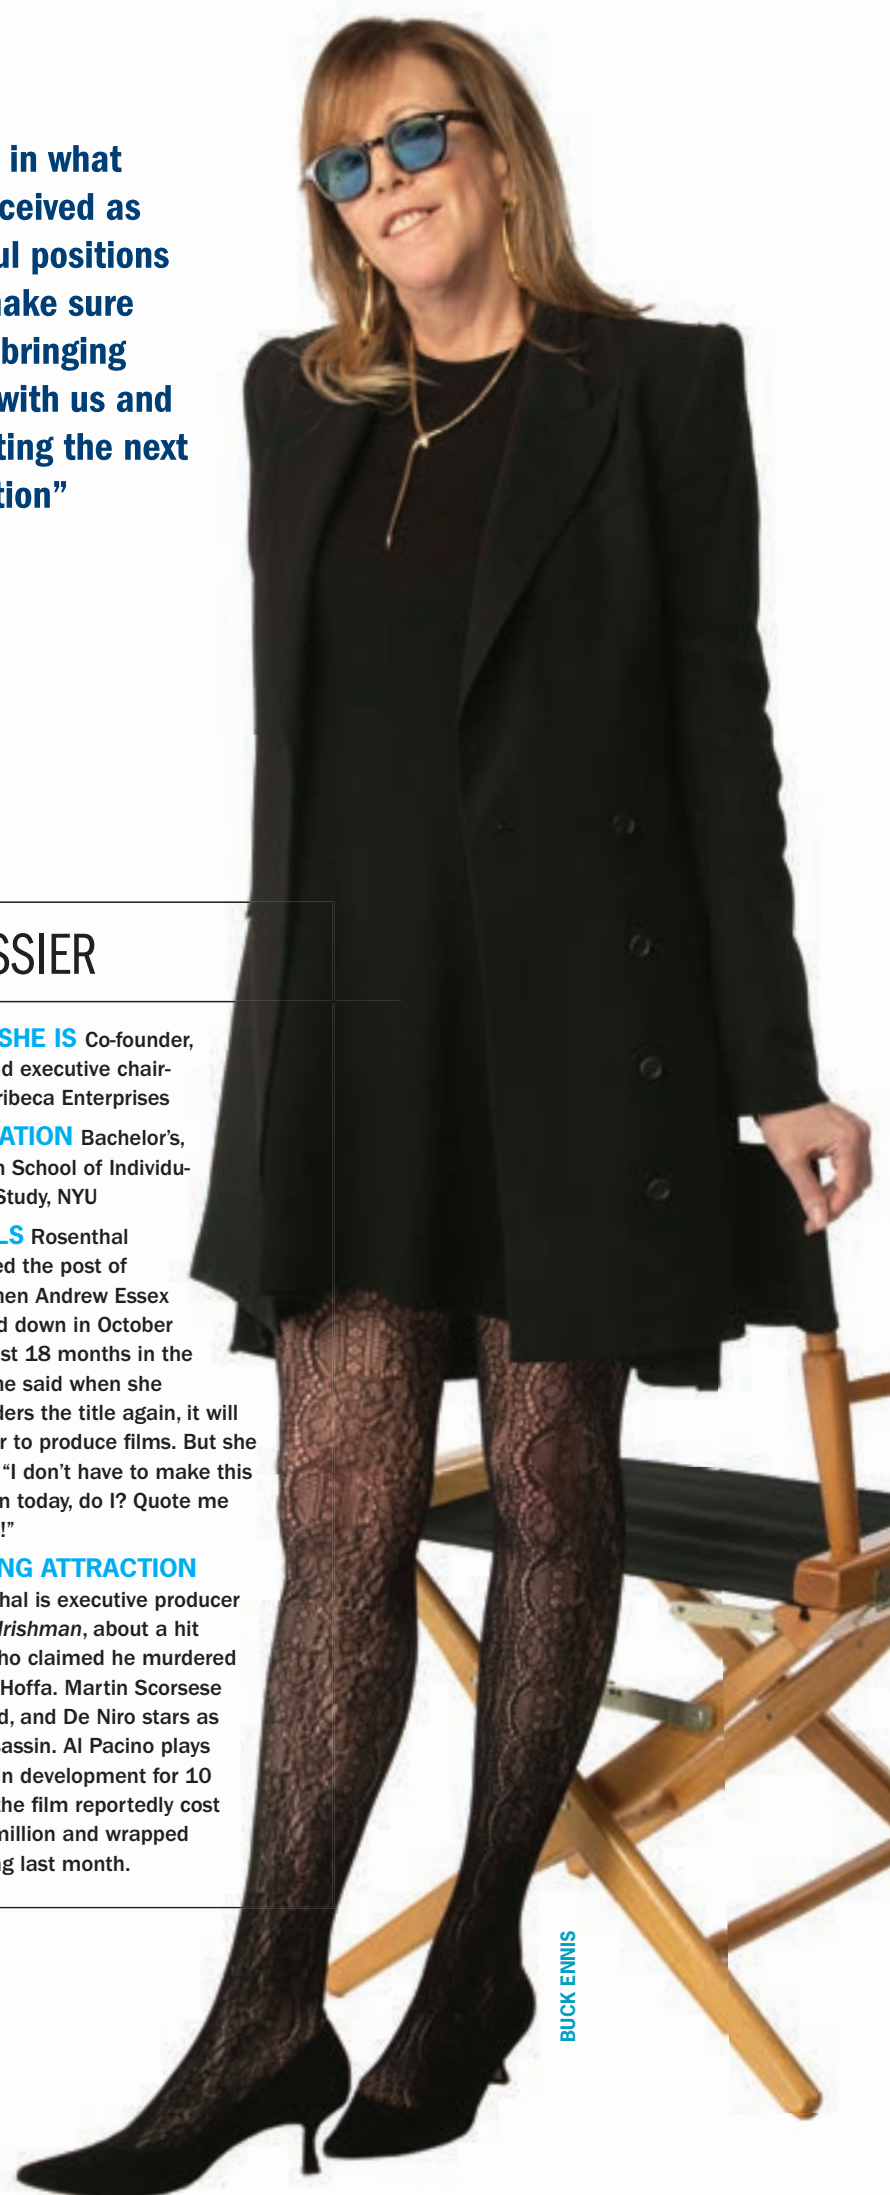 in what
ceived as
ul positions
ake sure
bringing
with us and
ting the next
tion”
SSIER
SHE IS Co-founder,
d executive chair-
ribeca Enterprises
ATION Bachelor’s,
n School of Individu-
Study, NYU
LS Rosenthal
ed the post of
hen Andrew Essex
d down in October
st 18 months in the
he said when she
ders the title again, it will
r to produce films. But she
“I don’t have to make this
n today, do I? Quote me
!”
NG ATTRACTION
hal is executive producer
Irishman, about a hit
ho claimed he murdered
Hoffa. Martin Scorsese
d, and De Niro stars as
sassin. Al Pacino plays
n development for 10
the film reportedly cost
million and wrapped
g last month.
BUCK ENNIS